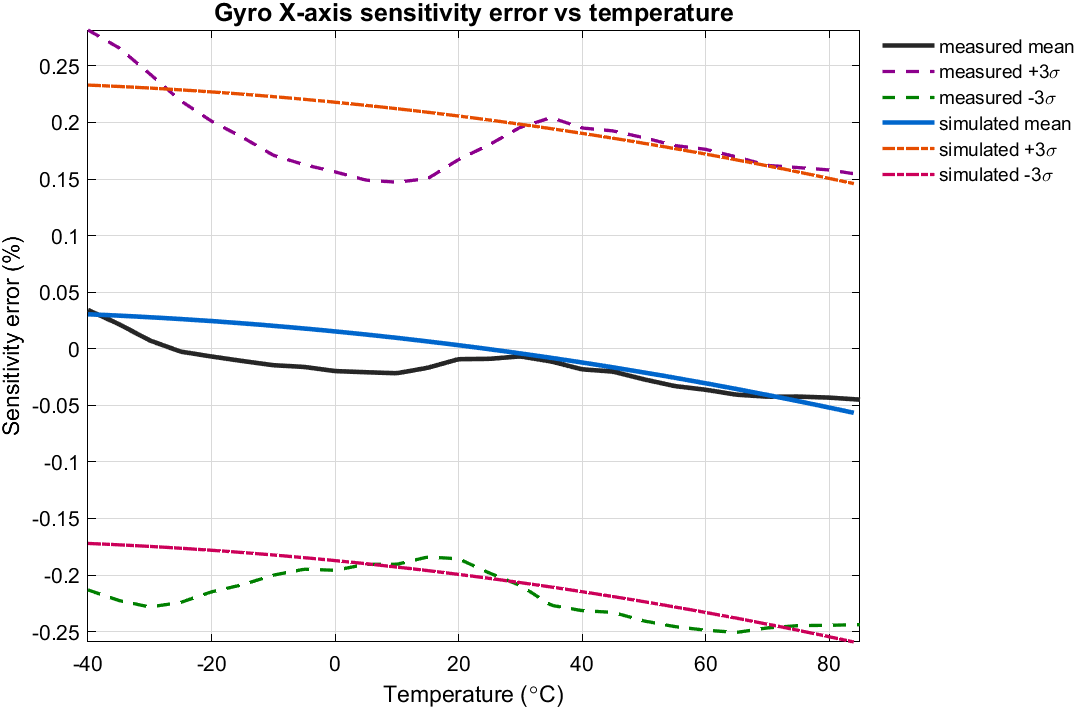 Gyro X-axis sensitivity error vs temperature
measured mean
measured +3σ
measured -3σ
simulated mean
simulated +3σ
simulated -3σ
Sensitivity error (%)
0.25
0.2
0.15
0.1
0.05
0
-0.05
-0.1
-0.15
-0.2
-0.25
-40 -20 0 20 40 60 80
Temperature (°C)